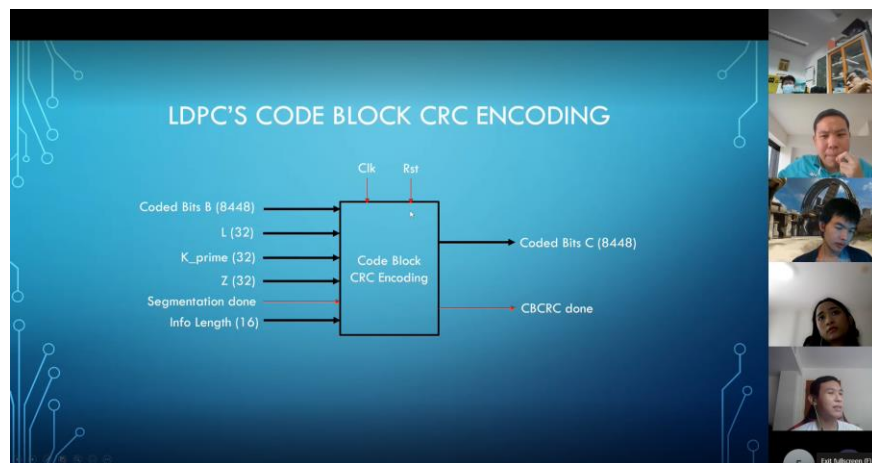 LDPC'S CODE BLOCK CRC ENCODING
Clk
Rst
Coded Bits B (8448)
L (32)
K_prime (32)
Z (32)
Segmentation done
Info Length (16)
Code Block
CRC Encoding
Coded Bits C (8448)
CBCRC done
Exit fullscreen (F)